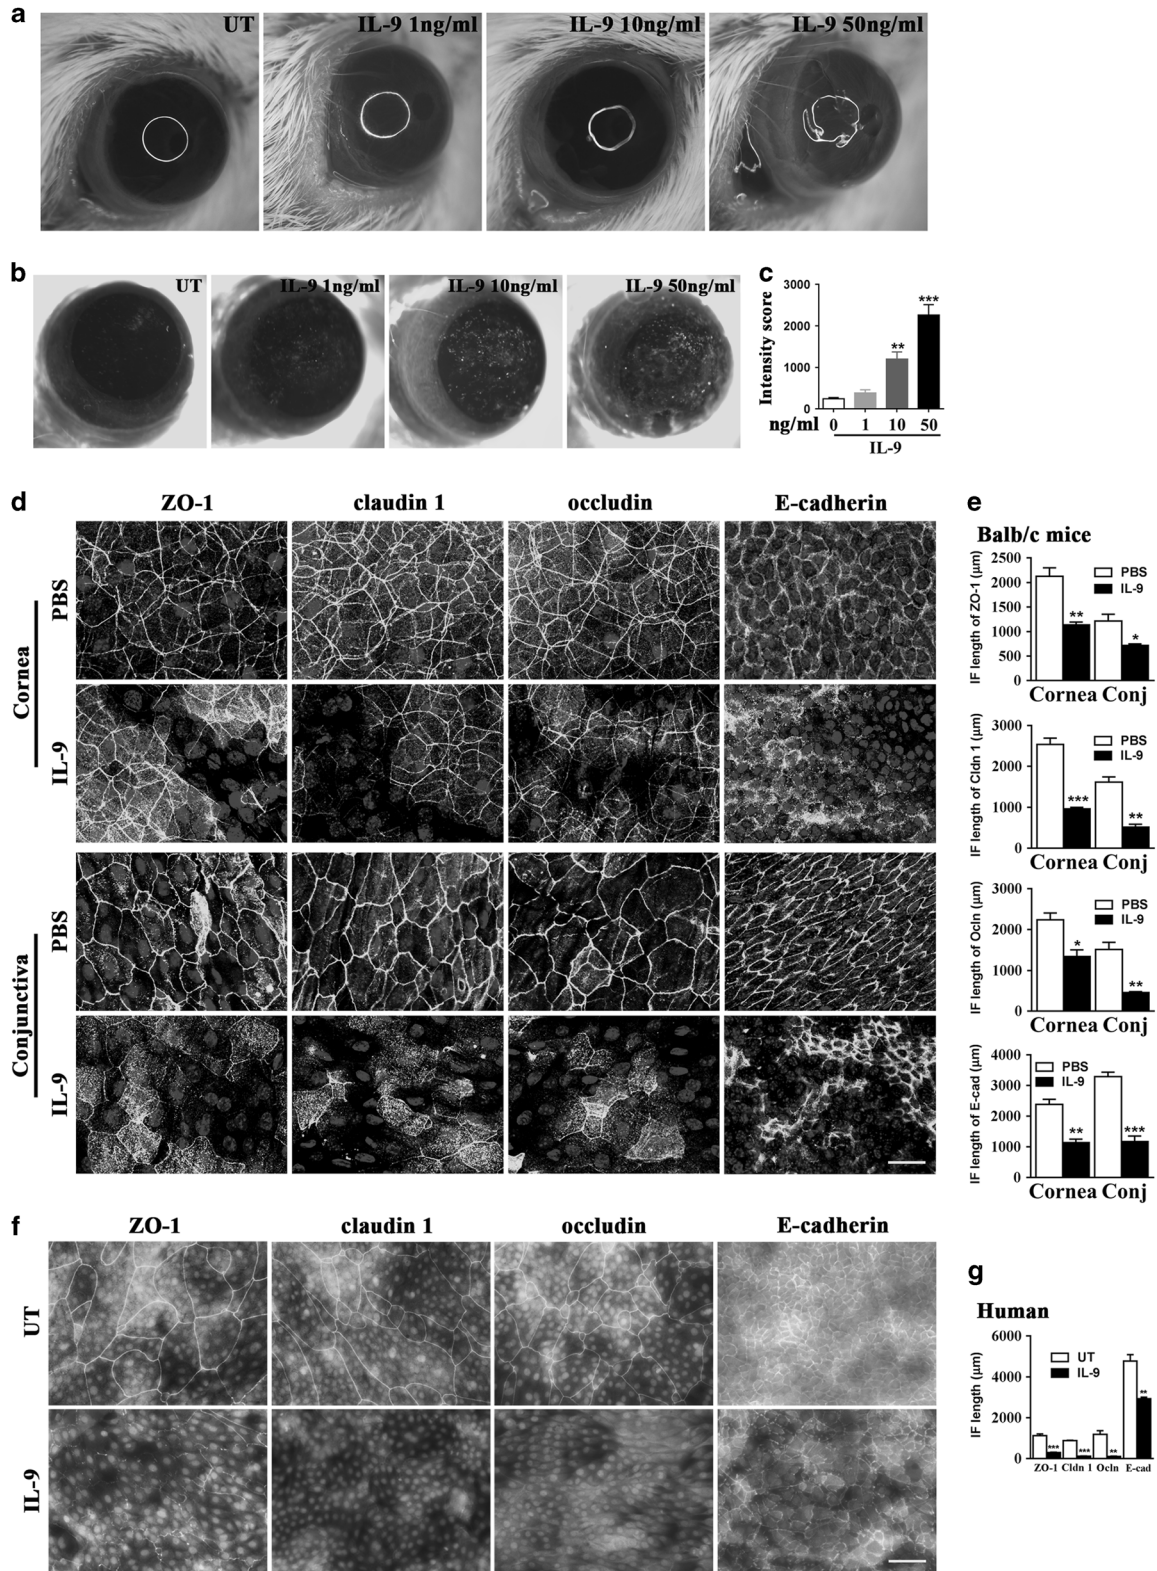 a
UT
IL-9 1ng/ml
IL-9 10ng/ml
IL-9 50ng/ml
b
UT
IL-9 1ng/ml
IL-9 10ng/ml
IL-9 50ng/ml
c
Intensity score
3000
2000
1000
0
**
***
ng/ml 0 1 10 50
IL-9
d
ZO-1 claudin 1 occludin E-cadherin
Cornea
PBS
IL-9
Conjunctiva
PBS
IL-9
e
Balb/c mice
IF length of ZO-1 (μm)
2500
2000
1500
1000
500
0
PBS
IL-9
**
*
Cornea Conj
IF length of Cldn 1 (μm)
3000
2000
1000
0
PBS
IL-9
***
**
Cornea Conj
IF length of Ocln (μm)
3000
2000
1000
0
PBS
IL-9
*
**
Cornea Conj
IF length of E-cad (μm)
4000
3000
2000
1000
0
PBS
IL-9
**
***
Cornea Conj
f
ZO-1 claudin 1 occludin E-cadherin
UT
IL-9
g
Human
IF length (μm)
6000
4000
2000
0
UT
IL-9
***
***
**
**
ZO-1 Cldn 1 Ocln E-cad